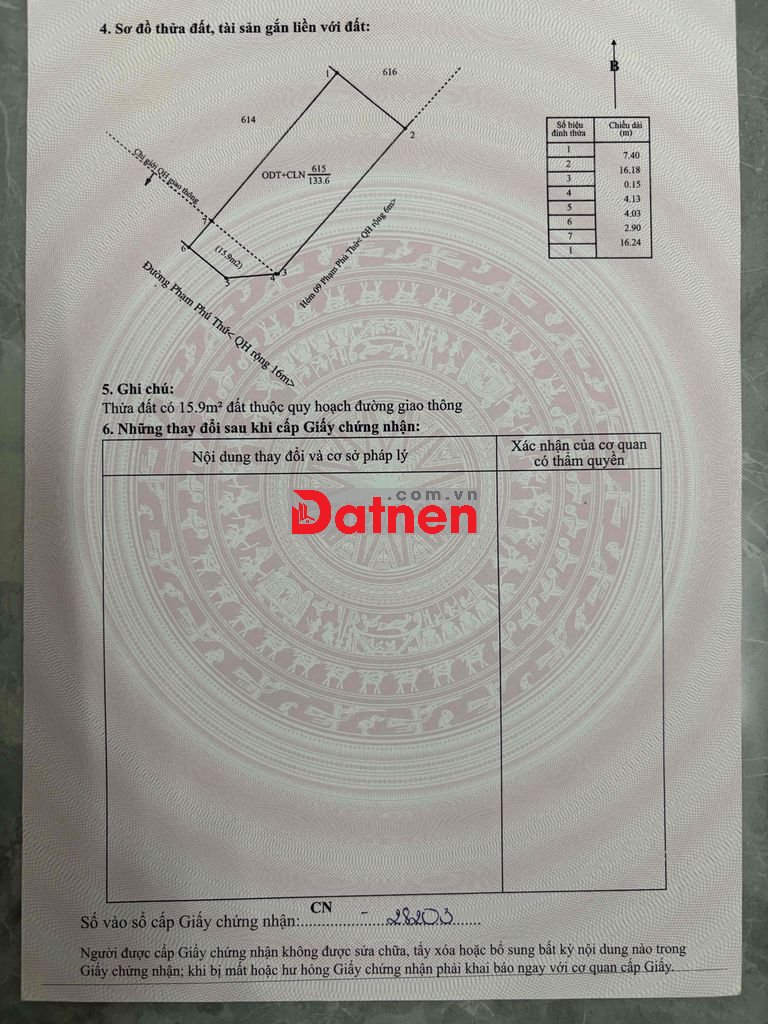 4. Sơ đồ thửa đất, tài sản gắn liền với đất:
B
1
616
614
2
Số hiệu đỉnh thửa
Chiều dài (m)
1
7.40
2
16.18
3
0.15
4
4.13
5
4.03
6
2.90
7
16.24
1
Chỉ giới QH giao thông
ODT+CLN 615
133.6
6
(15.9m2)
5
4
3
Hẻm 09 Phạm Phú Thứ< QH rộng 6m>
Đường Phạm Phú Thứ< QH rộng 16m>
5. Ghi chú:
Thửa đất có 15.9m² đất thuộc quy hoạch đường giao thông
6. Những thay đổi sau khi cấp Giấy chứng nhận:
Nội dung thay đổi và cơ sở pháp lý
Xác nhận của cơ quan
có thẩm quyền
.com.vn
Datnen
CN
Số vào sổ cấp Giấy chứng nhận:........-28203......
Người được cấp Giấy chứng nhận không được sửa chữa, tẩy xóa hoặc bổ sung bất kỳ nội dung nào trong
Giấy chứng nhận; khi bị mất hoặc hư hỏng Giấy chứng nhận phải khai báo ngay với cơ quan cấp Giấy.